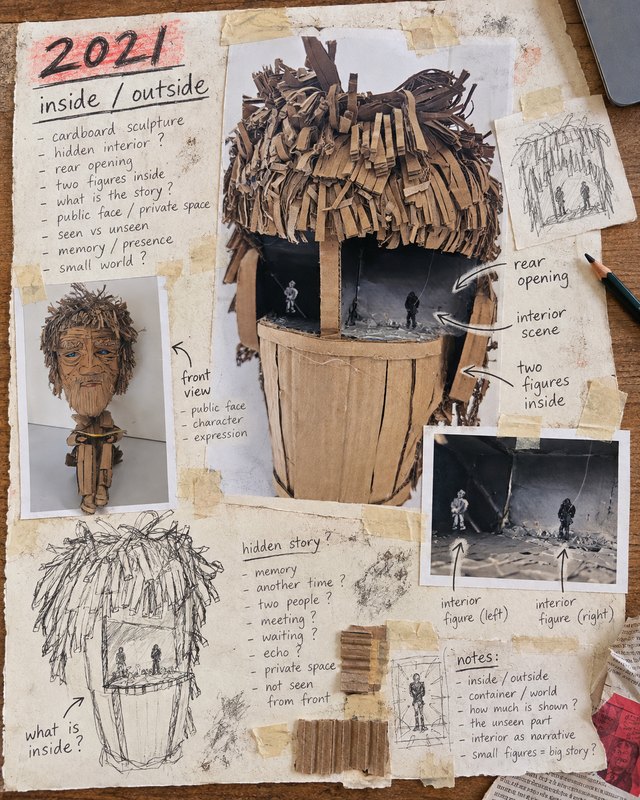 2021
inside / outside
- cardboard sculpture
- hidden interior ?
- rear opening
- two figures inside
- what is the story ?
- public face / private space
- seen vs unseen
- memory / presence
- small world ?
rear
opening
interior
scene
two
figures
inside
front
view
- public face
- character
- expression
interior
figure (left)
interior
figure (right)
hidden story ?
- memory
- another time ?
- two people ?
- meeting ?
- waiting ?
- echo ?
- private space
- not seen
from front
what is
inside ?
notes:
- inside / outside
- container / world
- how much is shown ?
- the unseen part
- interior as narrative
- small figures = big story ?